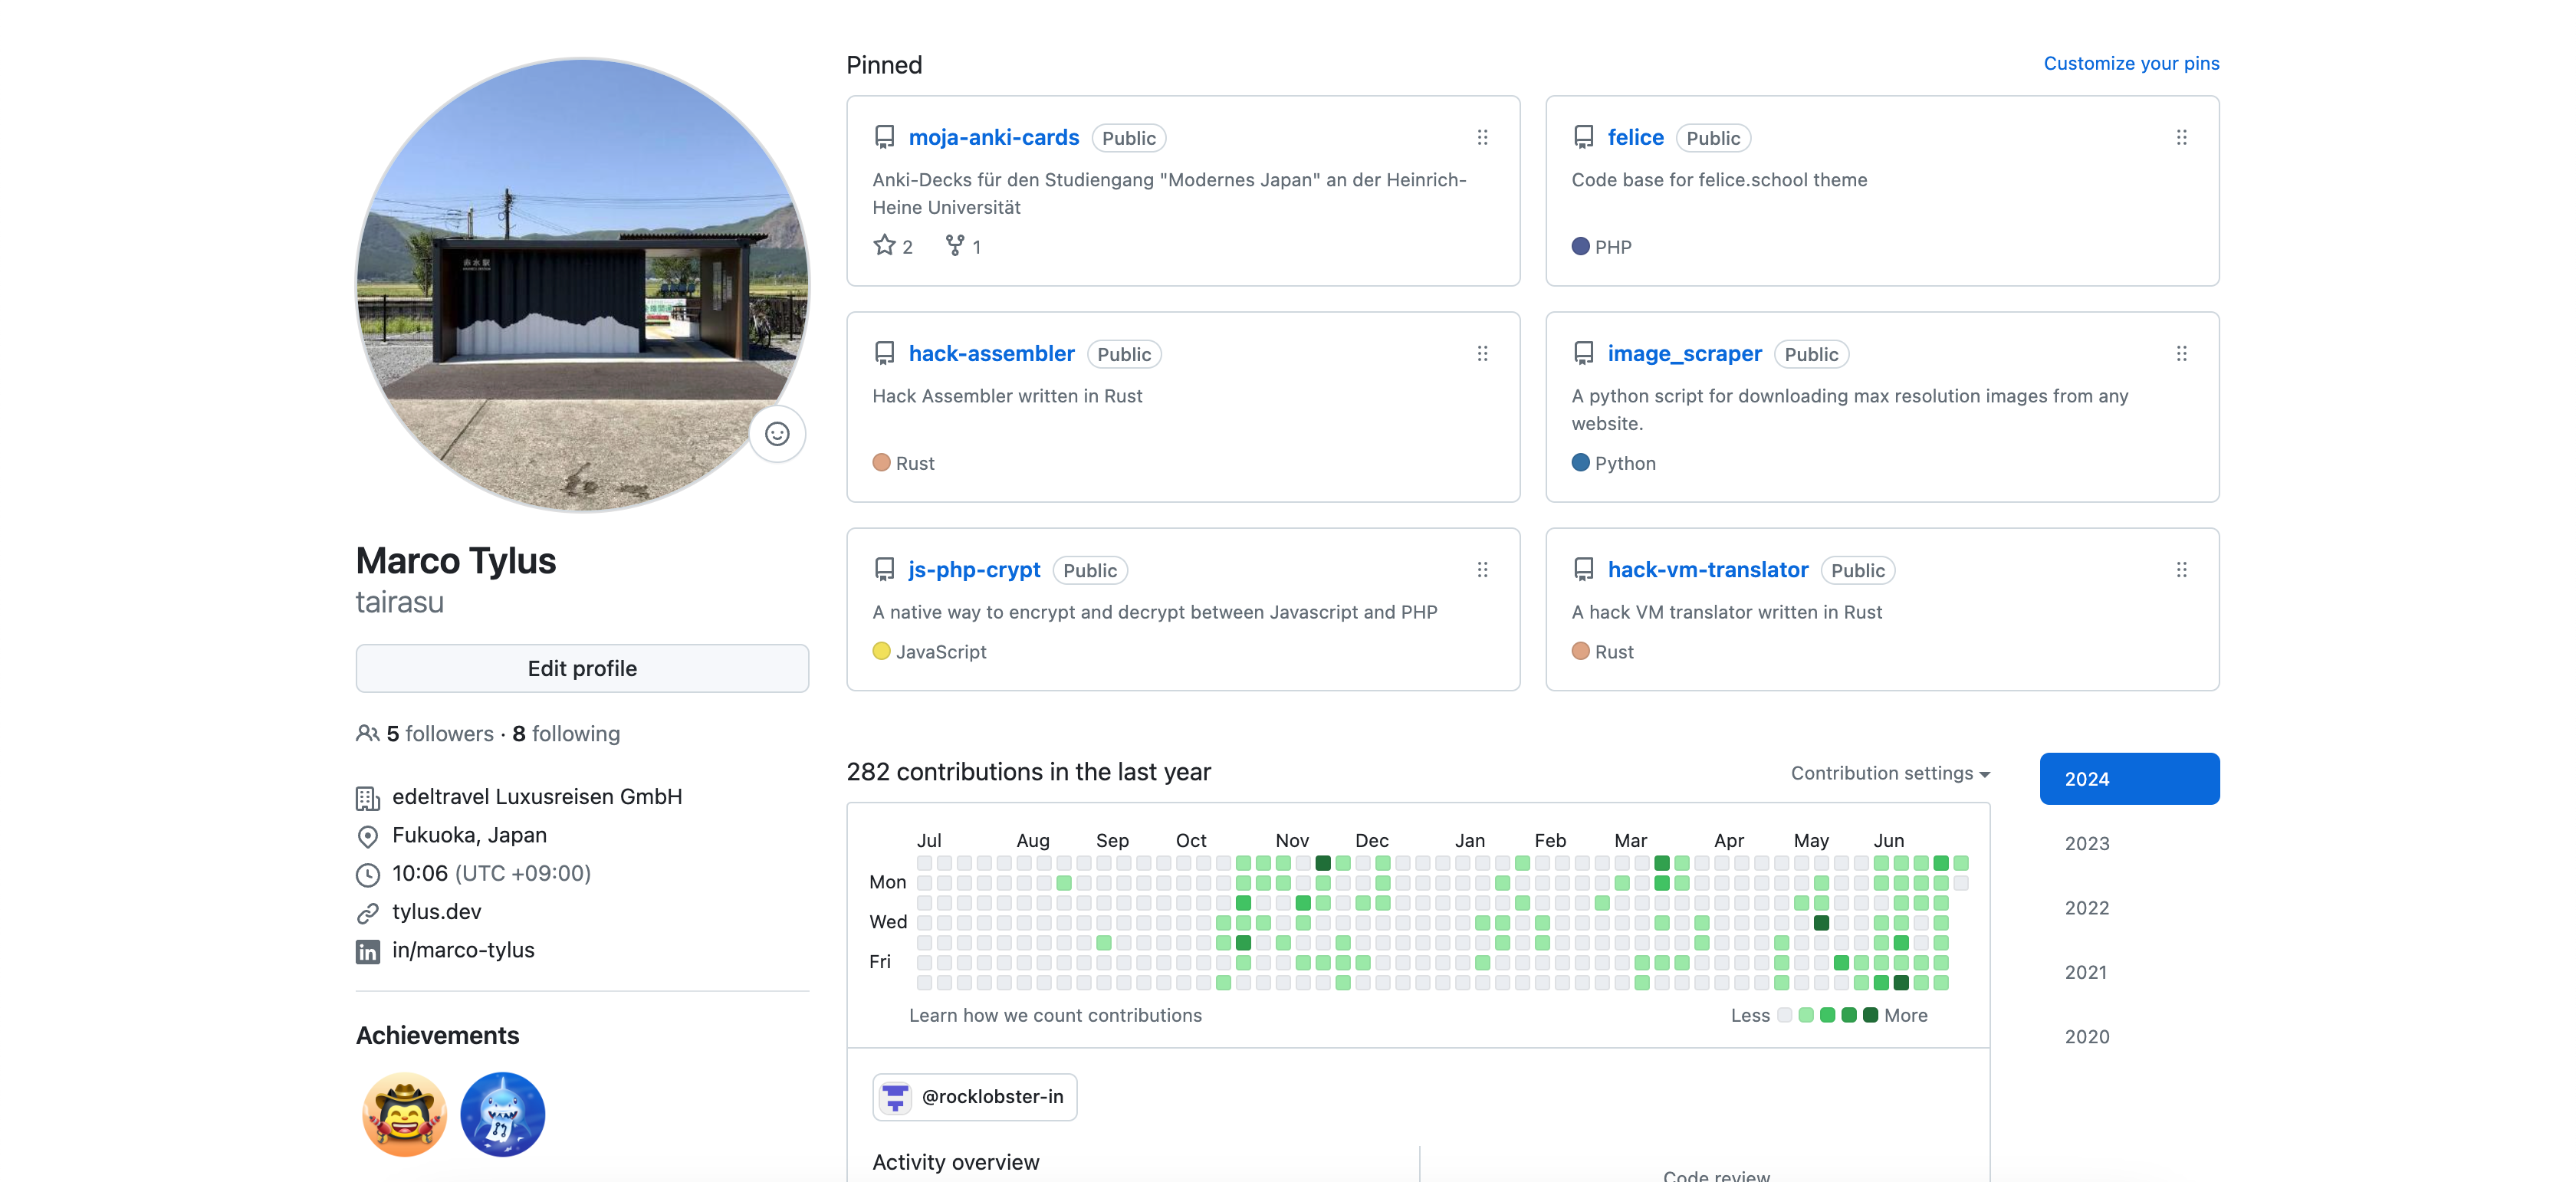 Marco Tylus
tairasu
Edit profile
5 followers · 8 following
edeltravel Luxusreisen GmbH
Fukuoka, Japan
10:06 (UTC +09:00)
tylus.dev
in/marco-tylus
Achievements
Pinned
Customize your pins
moja-anki-cards Public
Anki-Decks für den Studiengang "Modernes Japan" an der Heinrich-
Heine Universität
2 1
felice Public
Code base for felice.school theme
PHP
hack-assembler Public
Hack Assembler written in Rust
Rust
image_scraper Public
A python script for downloading max resolution images from any
website.
Python
js-php-crypt Public
A native way to encrypt and decrypt between Javascript and PHP
JavaScript
hack-vm-translator Public
A hack VM translator written in Rust
Rust
282 contributions in the last year
Contribution settings
Jul Aug Sep Oct Nov Dec Jan Feb Mar Apr May Jun
Mon
Wed
Fri
Learn how we count contributions
Less More
2024
2023
2022
2021
2020
@rocklobster-in
Activity overview
Code review